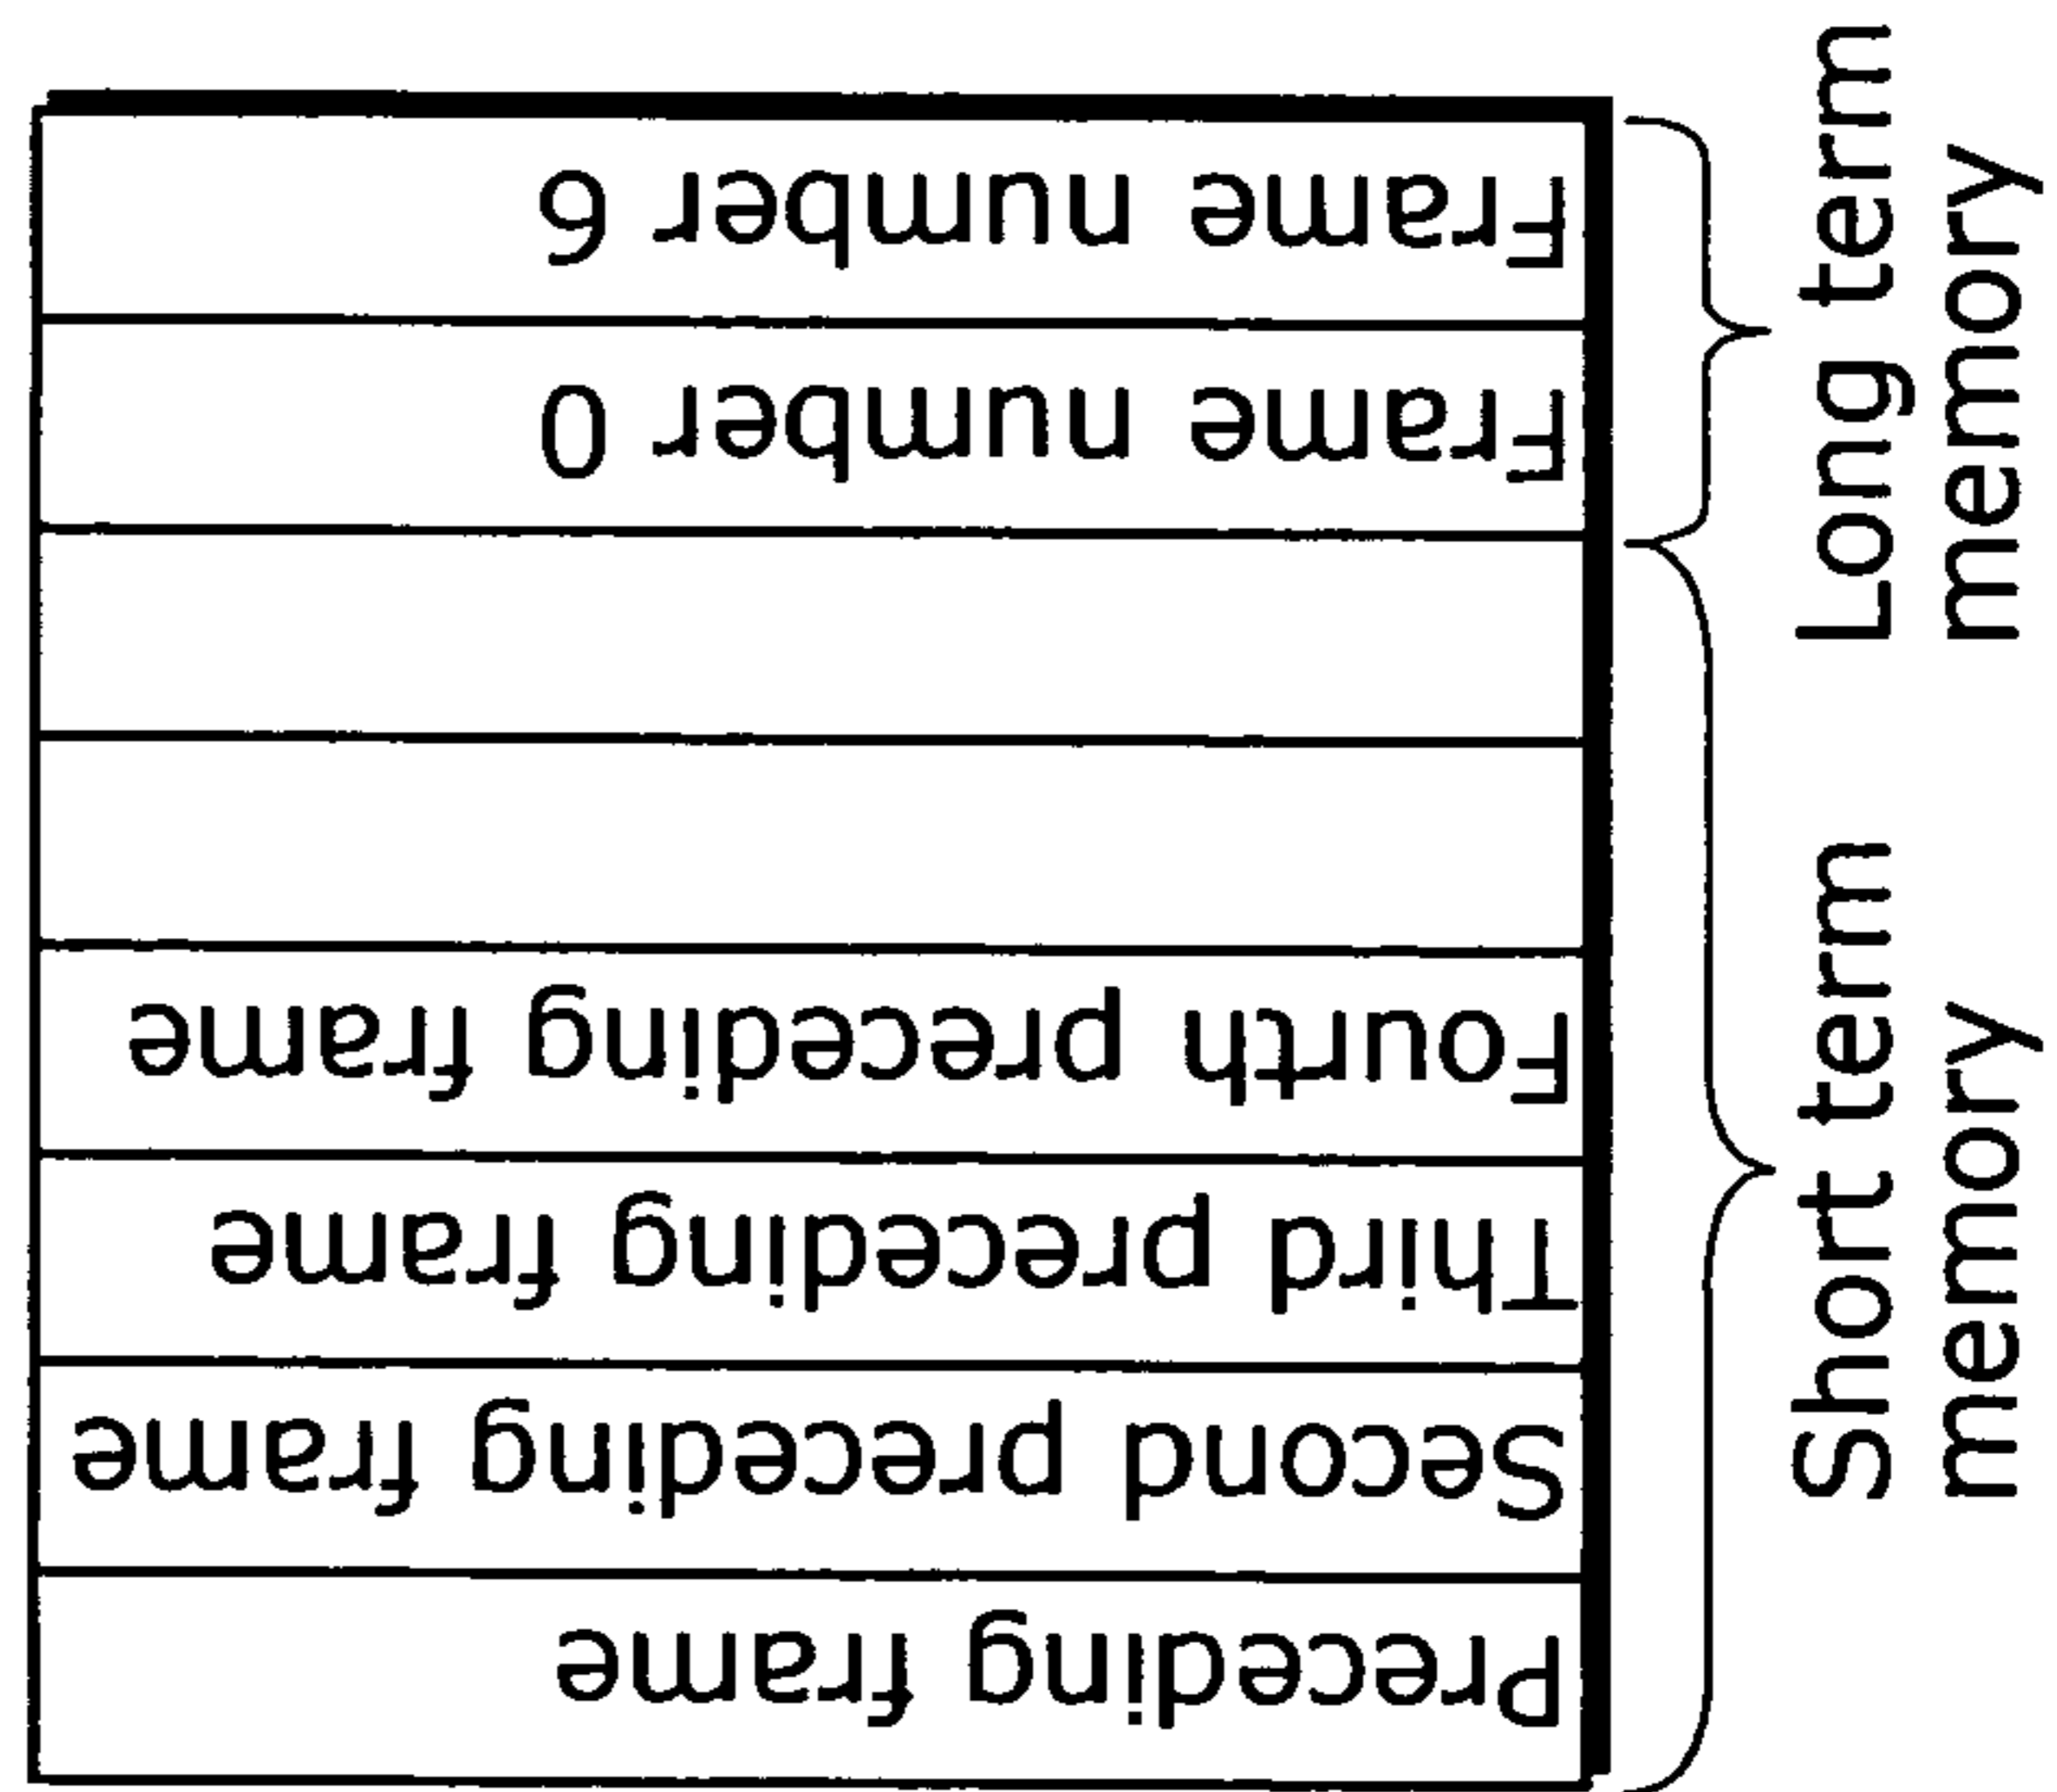 Preceding frame
Second preceding frame
Third preceding frame
Fourth preceding frame
Frame number 0
Frame number 6
Short term
memory
Long term
memory